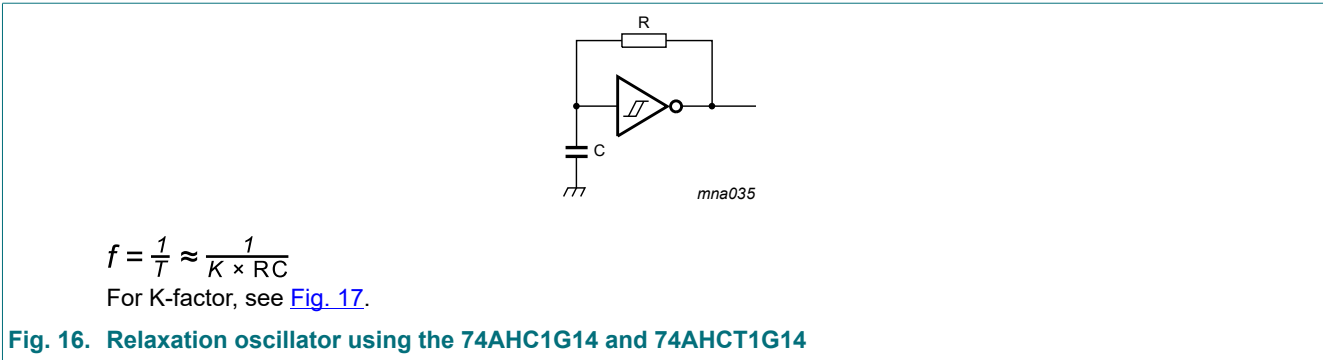 R
C
mna035
f = 1/T ≈ 1/(K × RC)
For K-factor, see Fig. 17.
Fig. 16. Relaxation oscillator using the 74AHC1G14 and 74AHCT1G14